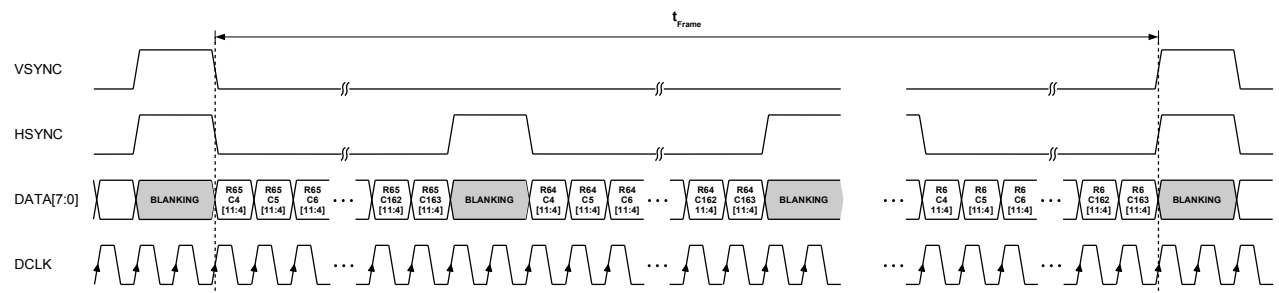 t_Frame
VSYNC
HSYNC
DATA[7:0]
BLANKING
R65
C4
[11:4]
R65
C5
[11:4]
R65
C6
[11:4]
R65
C162
[11:4]
R65
C163
[11:4]
BLANKING
R64
C4
[11:4]
R64
C5
[11:4]
R64
C6
[11:4]
R64
C162
11:4]
R64
C163
[11:4]
BLANKING
R6
C4
11:4]
R6
C5
[11:4]
R6
C6
[11:4]
R6
C162
[11:4]
R6
C163
[11:4]
BLANKING
DCLK